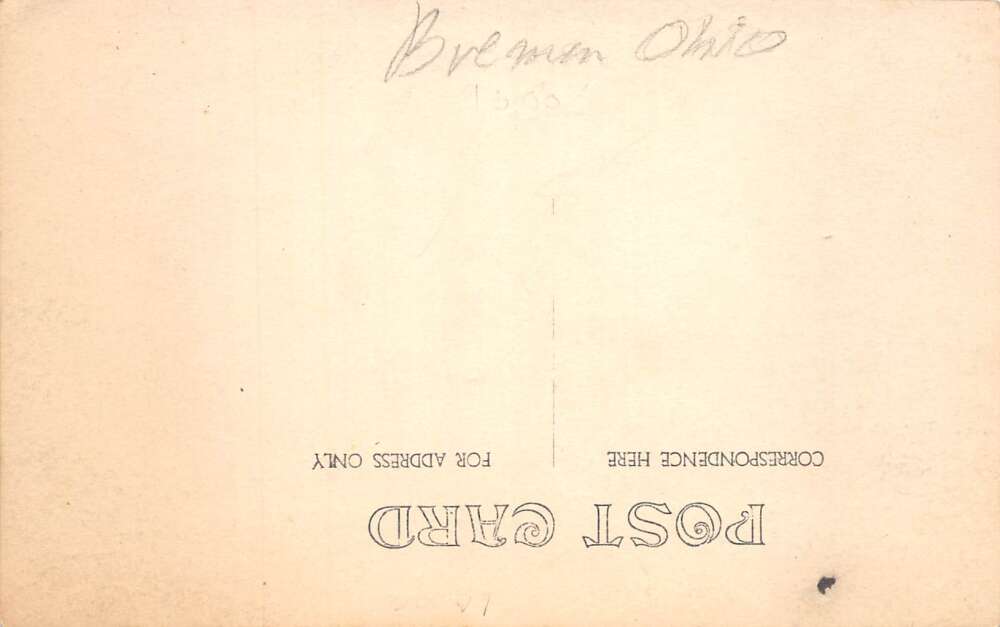 Bremen Ohio
POST CARD
CORRESPONDENCE HERE
FOR ADDRESS ONLY